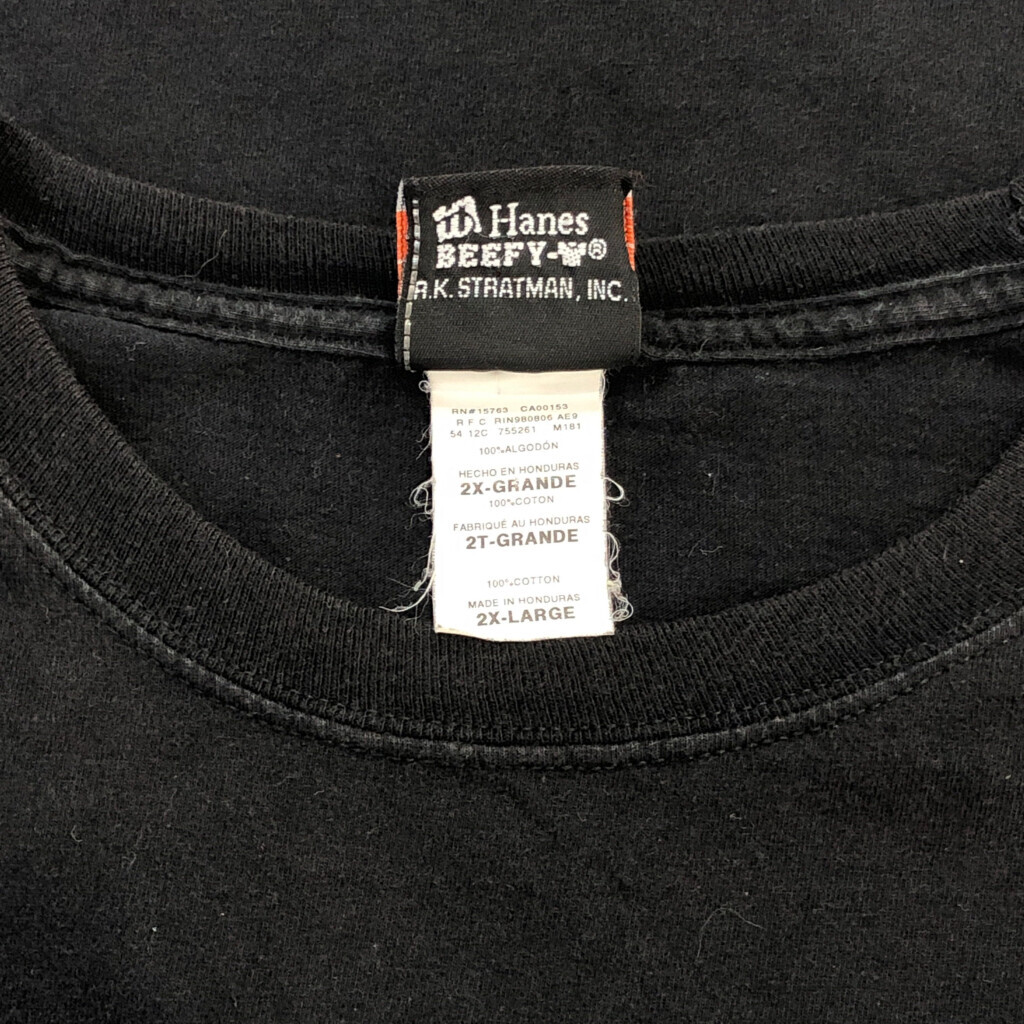 Hanes
BEEFY-T®
R.K. STRATMAN, INC.
RN#15763 CA00153
R F C RIN980806 AE9
54 12C 755261 M181
100%ALGODÓN
HECHO EN HONDURAS
2X-GRANDE
100%COTON
FABRIQUÉ AU HONDURAS
2T-GRANDE
100%COTTON
MADE IN HONDURAS
2X-LARGE